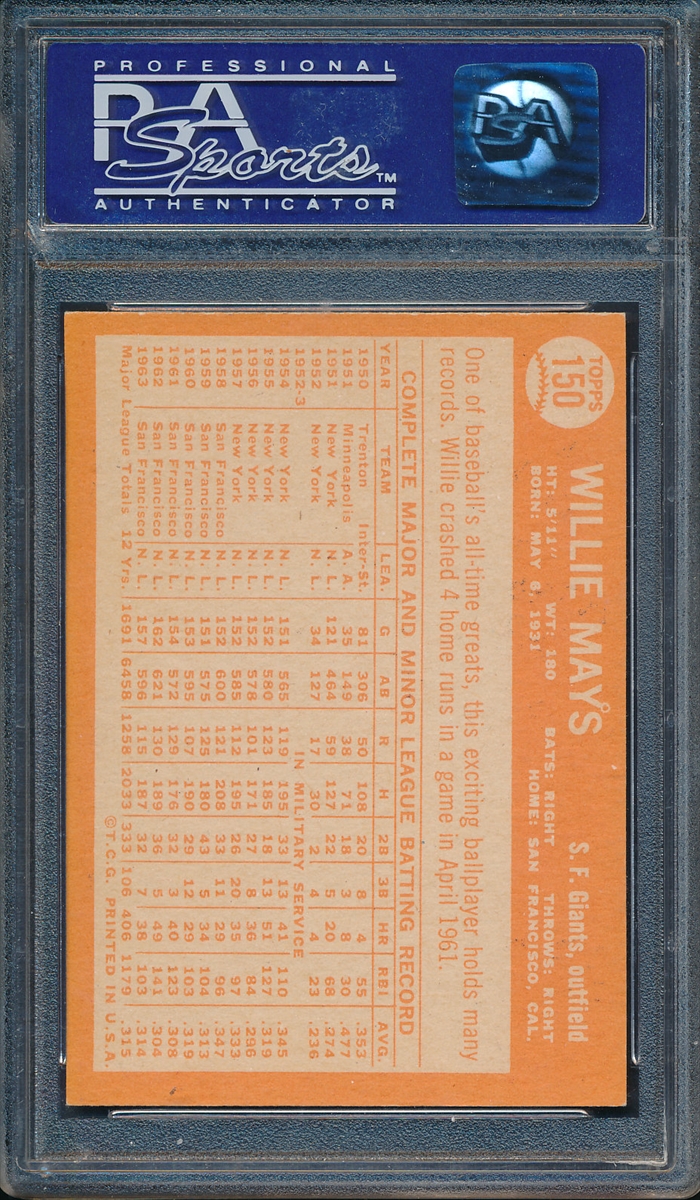 PROFESSIONAL
PSA
Sports™
AUTHENTICATOR
PSA
TOPPS
150
WILLIE MAYS S. F. Giants, outfield
HT: 5'11" WT: 180 BATS: RIGHT THROWS: RIGHT
BORN: MAY 6, 1931 HOME: SAN FRANCISCO, CAL.
One of baseball's all-time greats, this exciting ballplayer holds many
records. Willie crashed 4 home runs in a game in April 1961.
COMPLETE MAJOR AND MINOR LEAGUE BATTING RECORD
YEAR TEAM LEA. G AB R H 2B 3B HR RBI AVG.
1950 Trenton Inter-St. 81 306 50 108 20 8 4 55 .353
1951 Minneapolis A. A. 35 149 38 71 18 3 8 30 .477
1951 New York N. L. 121 464 59 127 22 5 20 68 .274
1952 New York N. L. 34 127 17 30 2 4 4 23 .236
1952-3 IN MILITARY SERVICE
1954 New York N. L. 151 565 119 195 33 13 41 110 .345
1955 New York N. L. 152 580 123 185 18 13 51 127 .319
1956 New York N. L. 152 578 101 171 27 8 36 84 .296
1957 New York N. L. 152 585 112 195 26 20 35 97 .333
1958 San Francisco N. L. 152 600 121 208 33 11 29 96 .347
1959 San Francisco N. L. 151 575 125 180 43 5 34 104 .313
1960 San Francisco N. L. 153 595 107 190 29 12 29 103 .319
1961 San Francisco N. L. 154 572 129 176 32 3 40 123 .308
1962 San Francisco N. L. 162 621 130 189 36 5 49 141 .304
1963 San Francisco N. L. 157 596 115 187 32 7 38 103 .314
Major League Totals 12 Yrs. 1691 6458 1258 2033 333 106 406 1179 .315
©T.C.G. PRINTED IN U.S.A.